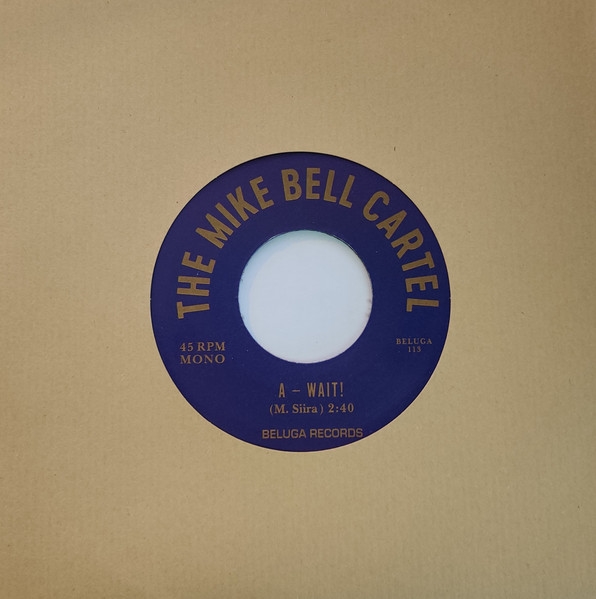 THE MIKE BELL CARTEL
45 RPM
MONO
BELUGA
115
A – WAIT!
(M. Siira) 2:40
BELUGA RECORDS